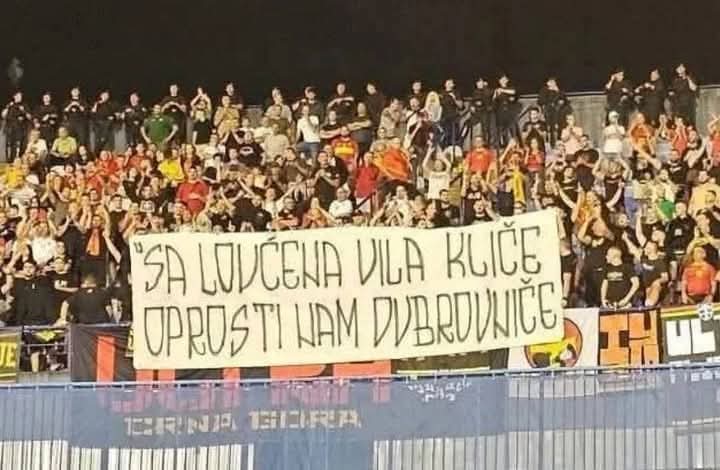 "SA LOVĆENA VILA KLIČE
OPROSTI NAM DUBROVNIČE
CRNA GORA